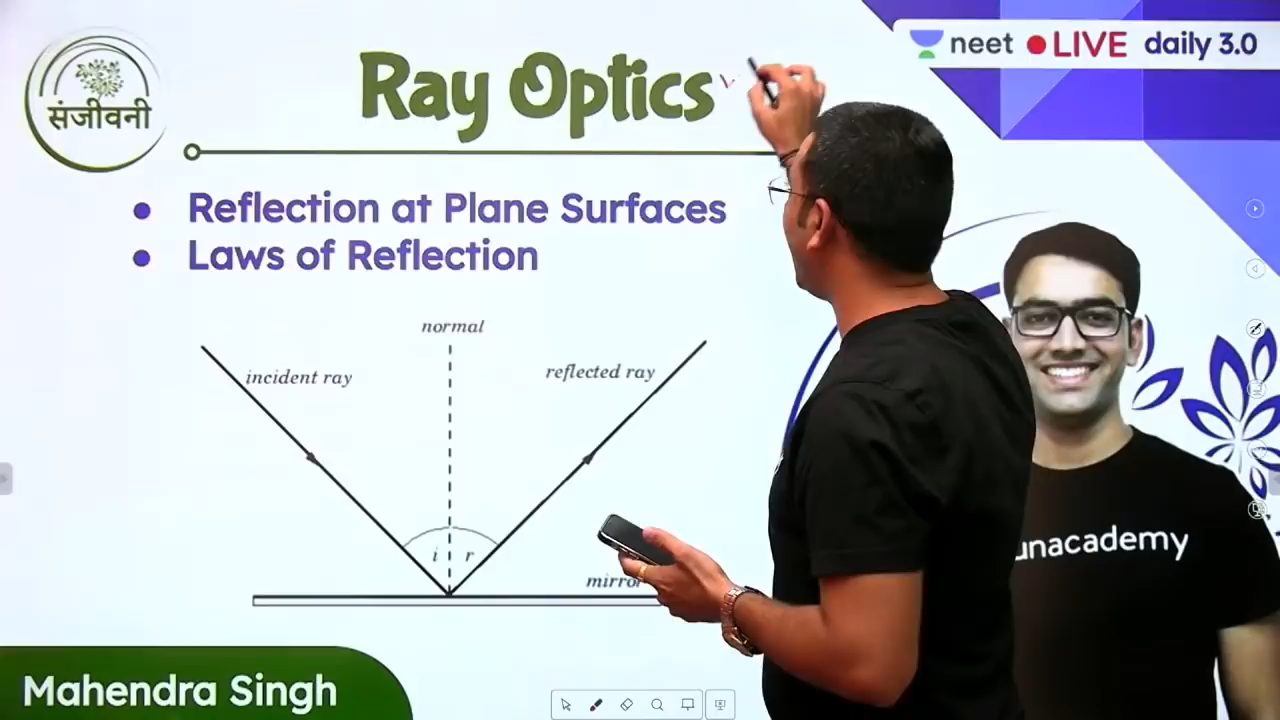 संजीवनी
Ray Optics
neet LIVE daily 3.0
Reflection at Plane Surfaces
Laws of Reflection
normal
incident ray
reflected ray
i r
mirror
unacademy
Mahendra Singh